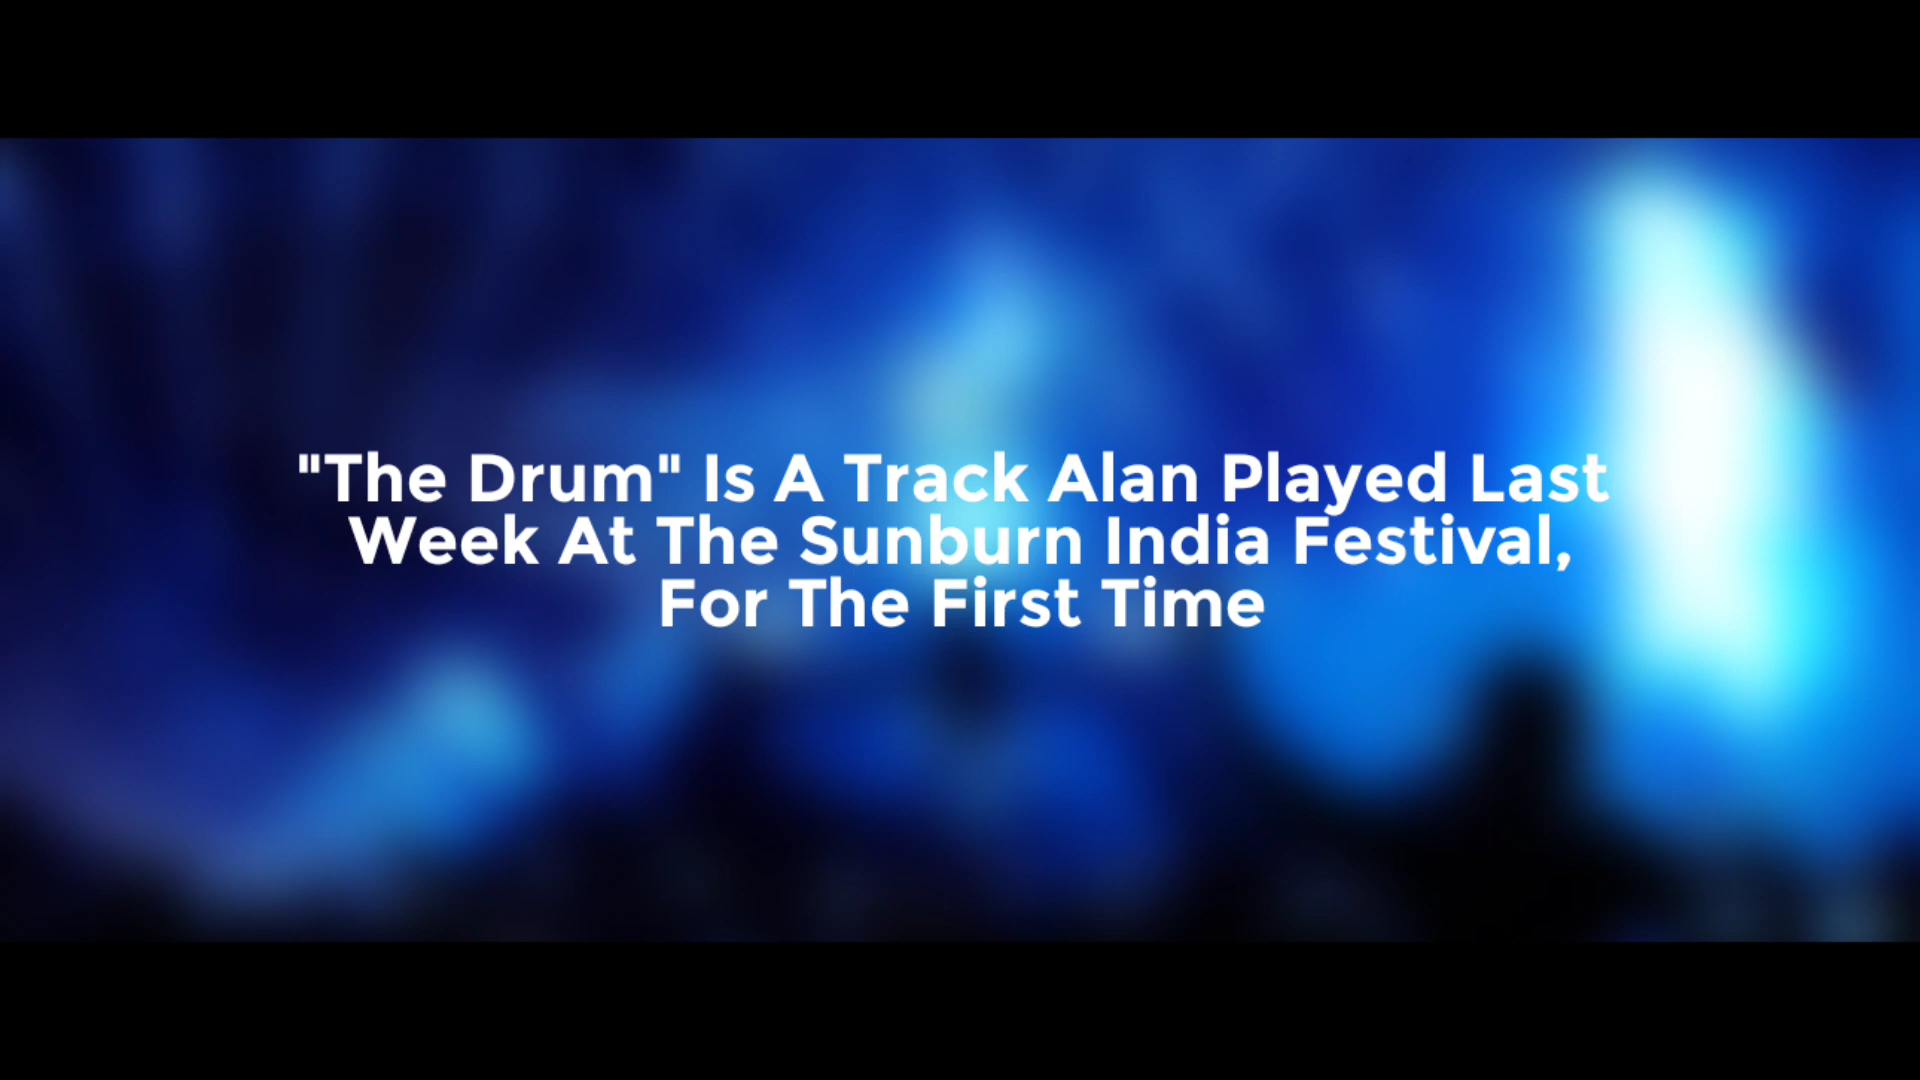 "The Drum" Is A Track Alan Played Last
Week At The Sunburn India Festival,
For The First Time